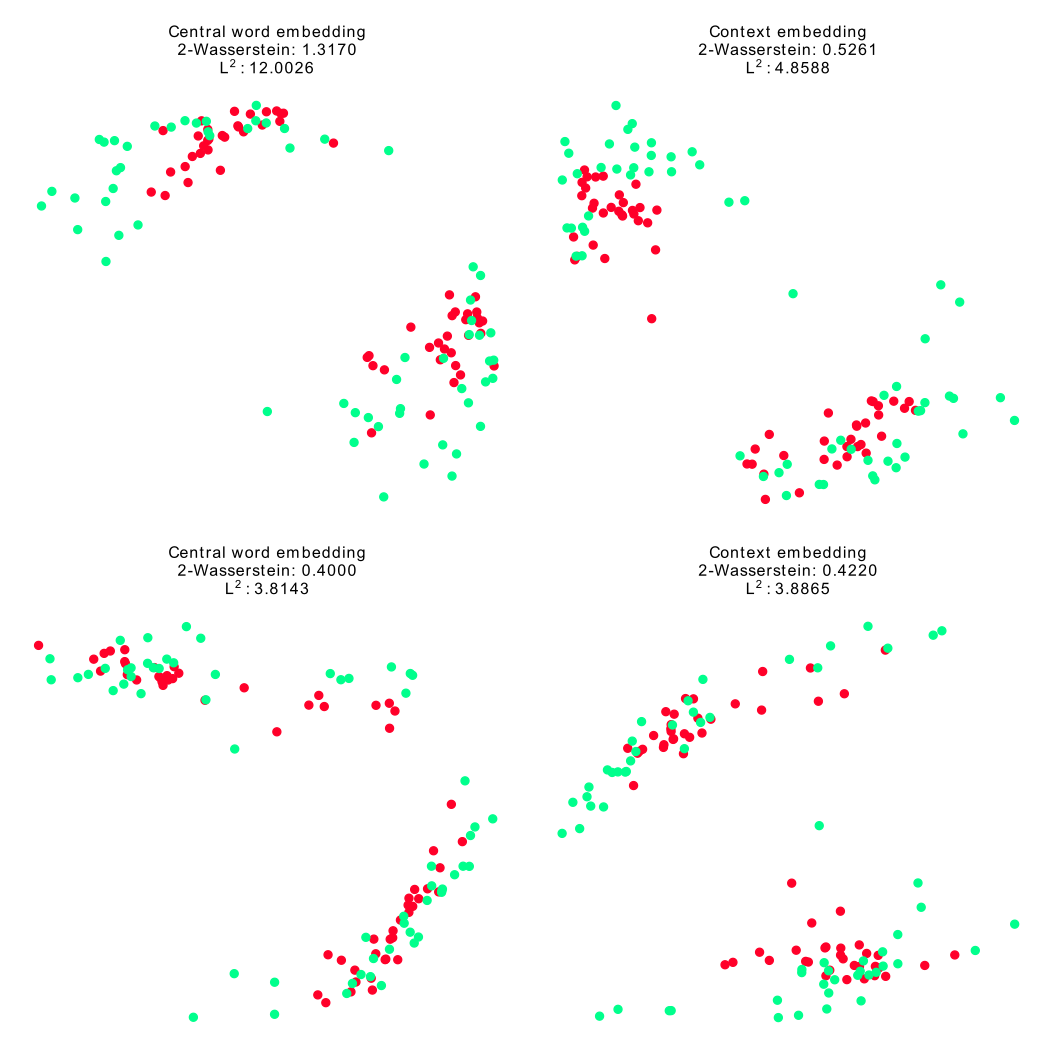 Central word embedding
2-Wasserstein: 1.3170
L² : 12.0026
Context embedding
2-Wasserstein: 0.5261
L² : 4.8588
Central word embedding
2-Wasserstein: 0.4000
L² : 3.8143
Context embedding
2-Wasserstein: 0.4220
L² : 3.8865